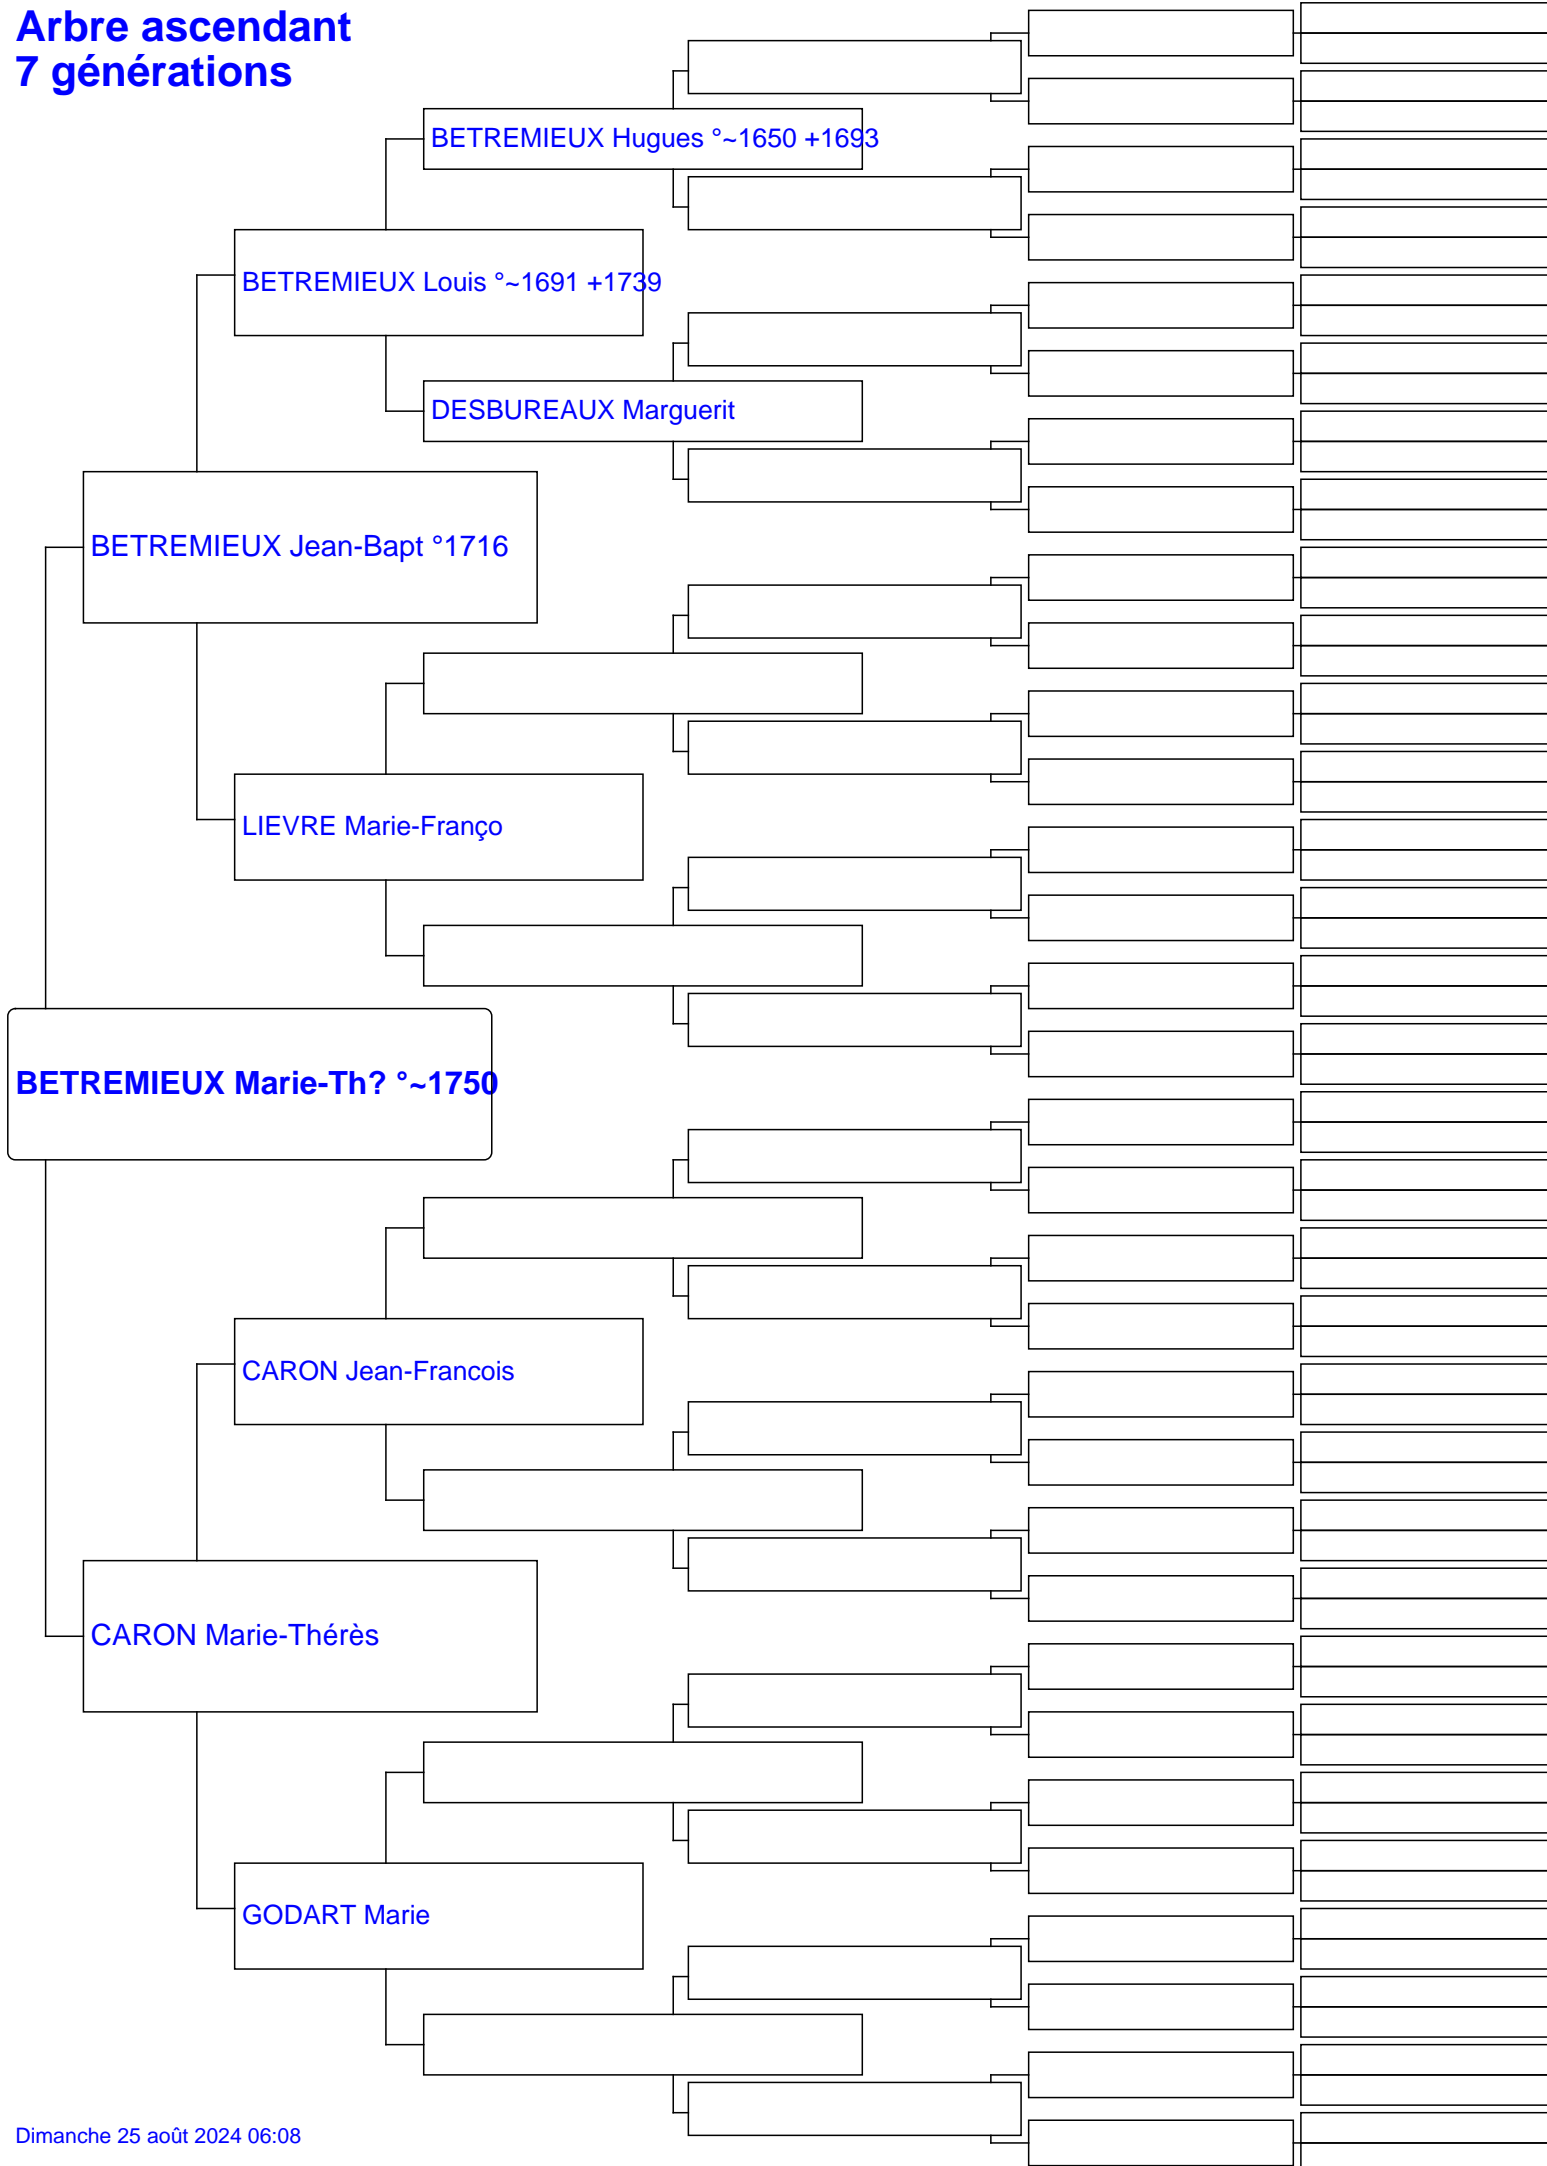 Arbre ascendant
7 générations
BETREMIEUX Hugues °~1650 +1693
BETREMIEUX Louis °~1691 +1739
DESBUREAUX Marguerit
BETREMIEUX Jean-Bapt °1716
LIEVRE Marie-Franço
BETREMIEUX Marie-Th? °~1750
CARON Jean-Francois
CARON Marie-Thérès
GODART Marie
Dimanche 25 août 2024 06:08